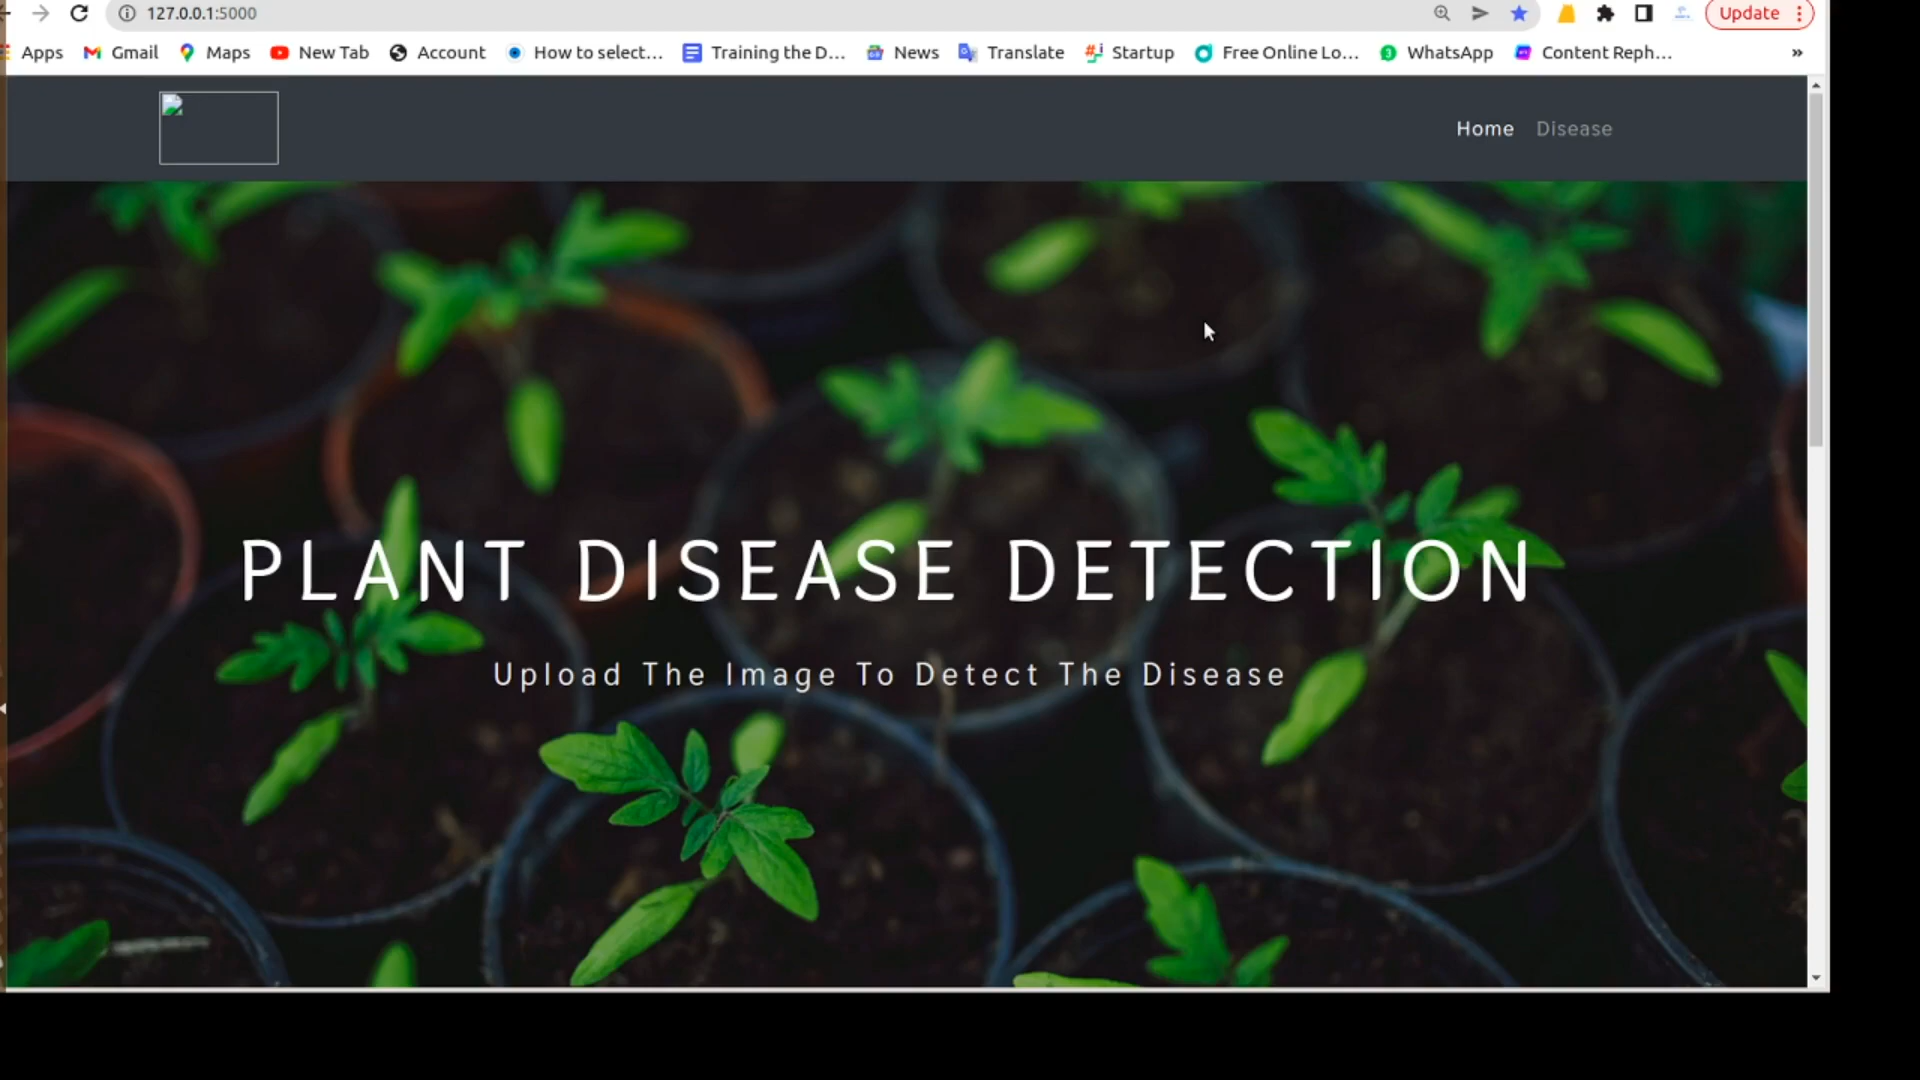 127.0.0.1:5000
Update
Apps Gmail Maps New Tab Account How to select... Training the D... News Translate Startup Free Online Lo... 3 WhatsApp Content Reph... »
Home Disease
PLANT DISEASE DETECTION
Upload The Image To Detect The Disease